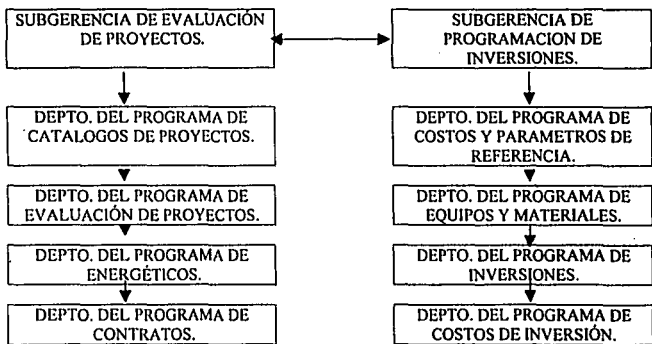 SUBGERENCIA DE EVALUACIÓN
DE PROYECTOS.
DEPTO. DEL PROGRAMA DE
CATALOGOS DE PROYECTOS.
DEPTO. DEL PROGRAMA DE
EVALUACIÓN DE PROYECTOS.
DEPTO. DEL PROGRAMA DE
ENERGÉTICOS.
DEPTO. DEL PROGRAMA DE
CONTRATOS.
SUBGERENCIA DE
PROGRAMACION DE
INVERSIONES.
DEPTO. DEL PROGRAMA DE
COSTOS Y PARAMETROS DE
REFERENCIA.
DEPTO. DEL PROGRAMA DE
EQUIPOS Y MATERIALES.
DEPTO. DEL PROGRAMA DE
INVERSIONES.
DEPTO. DEL PROGRAMA DE
COSTOS DE INVERSIÓN.